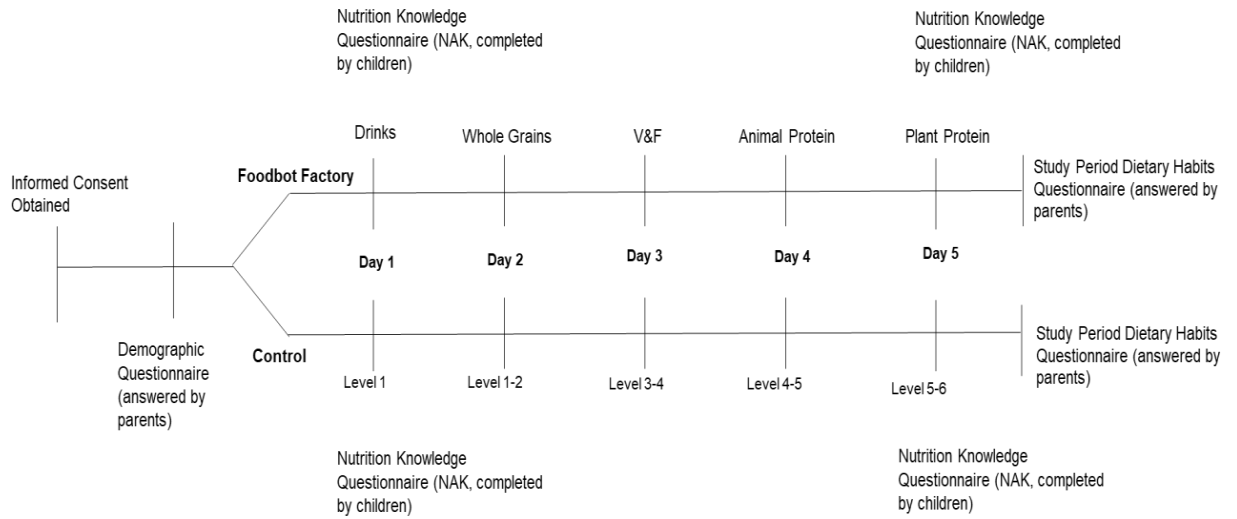 Nutrition Knowledge
Questionnaire (NAK, completed
by children)
Nutrition Knowledge
Questionnaire (NAK, completed
by children)
Drinks
Whole Grains
V&F
Animal Protein
Plant Protein
Informed Consent
Obtained
Foodbot Factory
Study Period Dietary Habits
Questionnaire (answered by
parents)
Day 1
Day 2
Day 3
Day 4
Day 5
Demographic
Questionnaire
(answered by
parents)
Control
Level 1
Level 1-2
Level 3-4
Level 4-5
Level 5-6
Study Period Dietary Habits
Questionnaire (answered by
parents)
Nutrition Knowledge
Questionnaire (NAK, completed
by children)
Nutrition Knowledge
Questionnaire (NAK, completed
by children)